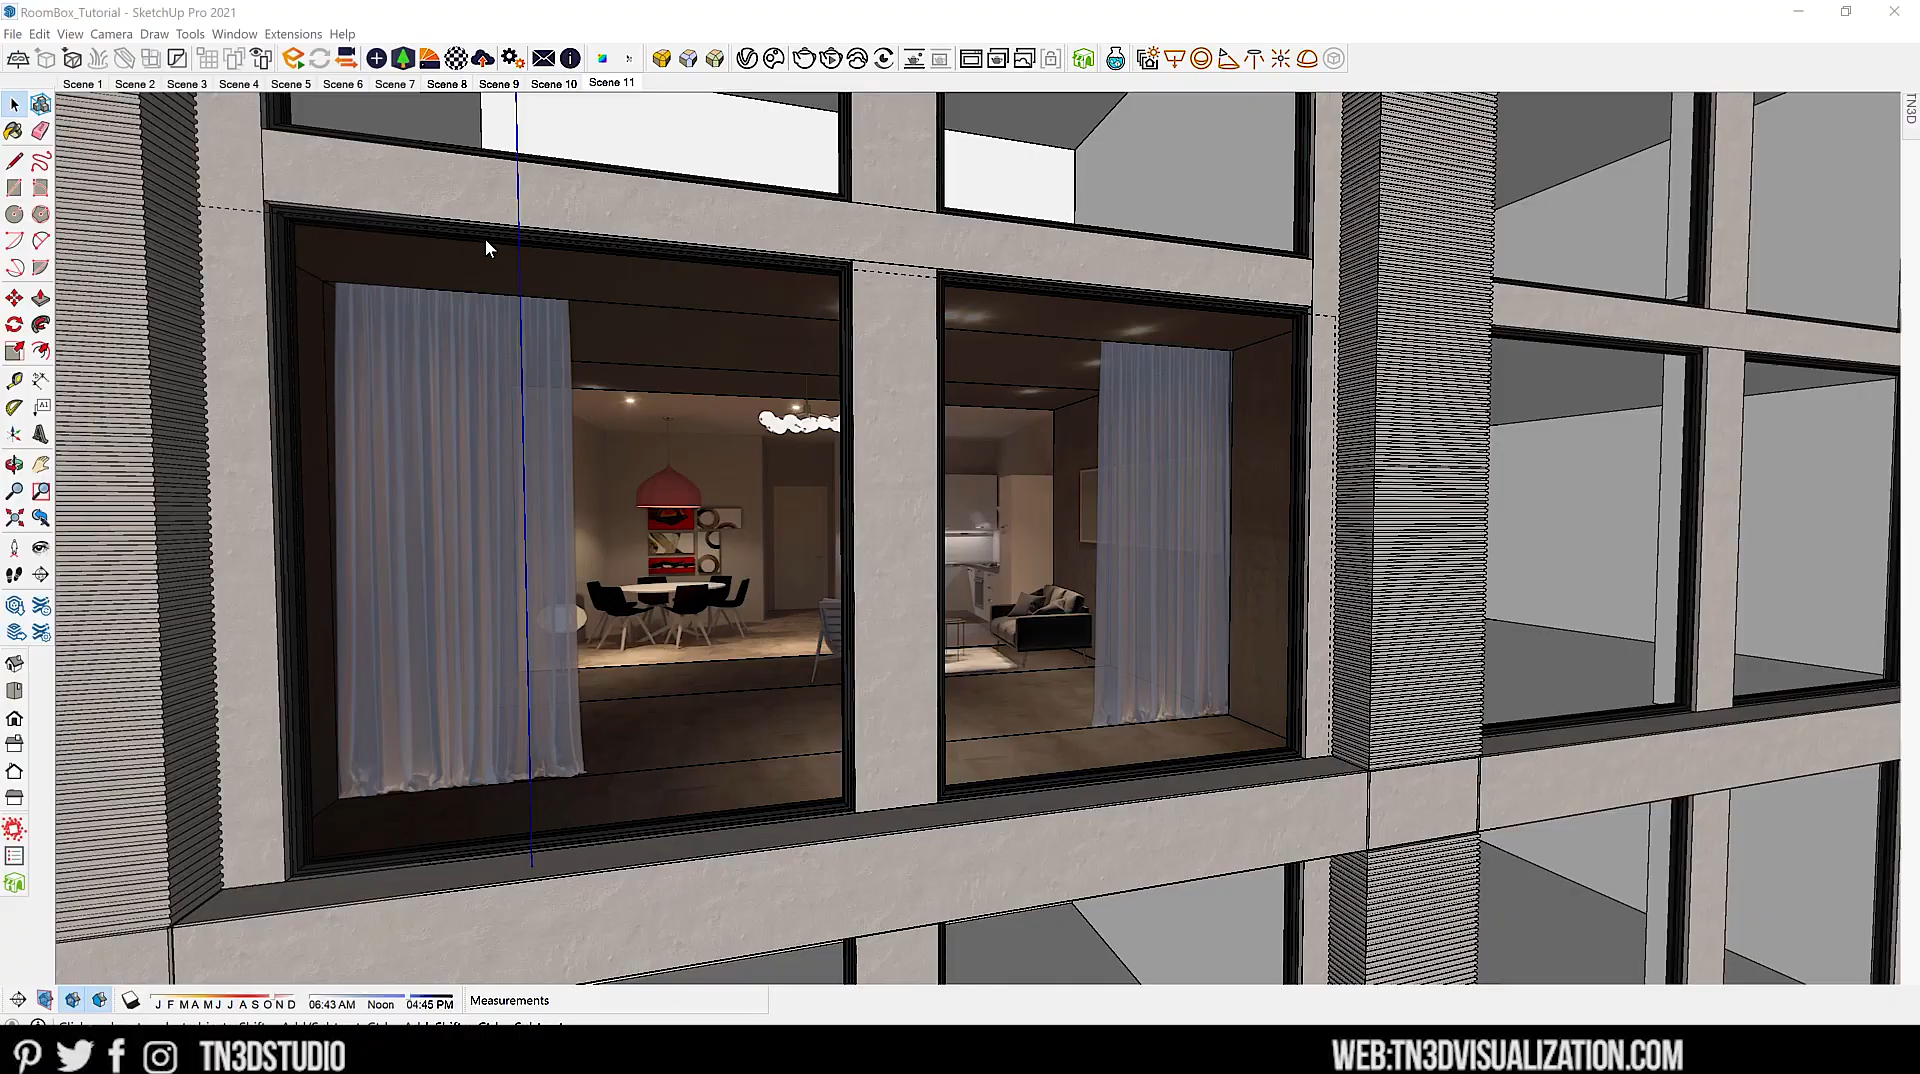 RoomBox_Tutorial - SketchUp Pro 2021
File Edit View Camera Draw Tools Window Extensions Help
Scene 1 Scene 2 Scene 3 Scene 4 Scene 5 Scene 6 Scene 7 Scene 8 Scene 9 Scene 10 Scene 11
TN3D
A1
J F M A M J J A S O N D 06:43 AM Noon 04:45 PM Measurements
TN3DSTUDIO
WEB:TN3DVISUALIZATION.COM